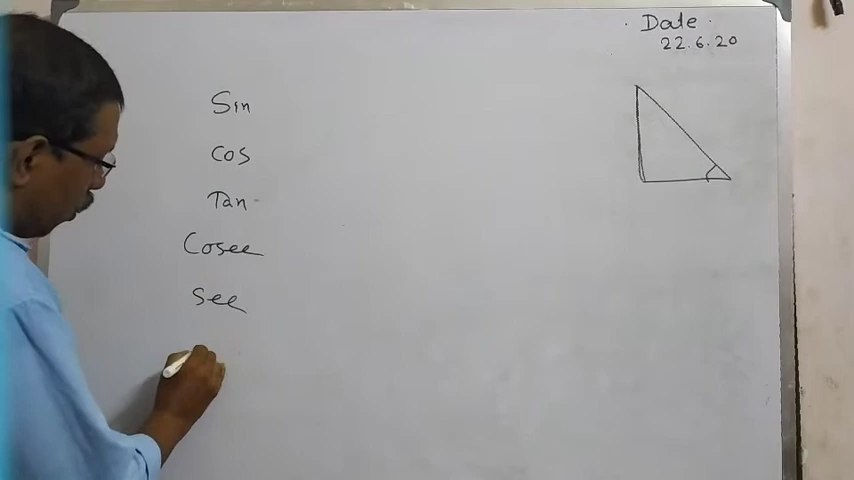 Date
22.6.20
Sin
Cos
Tan
Cosec
Sec